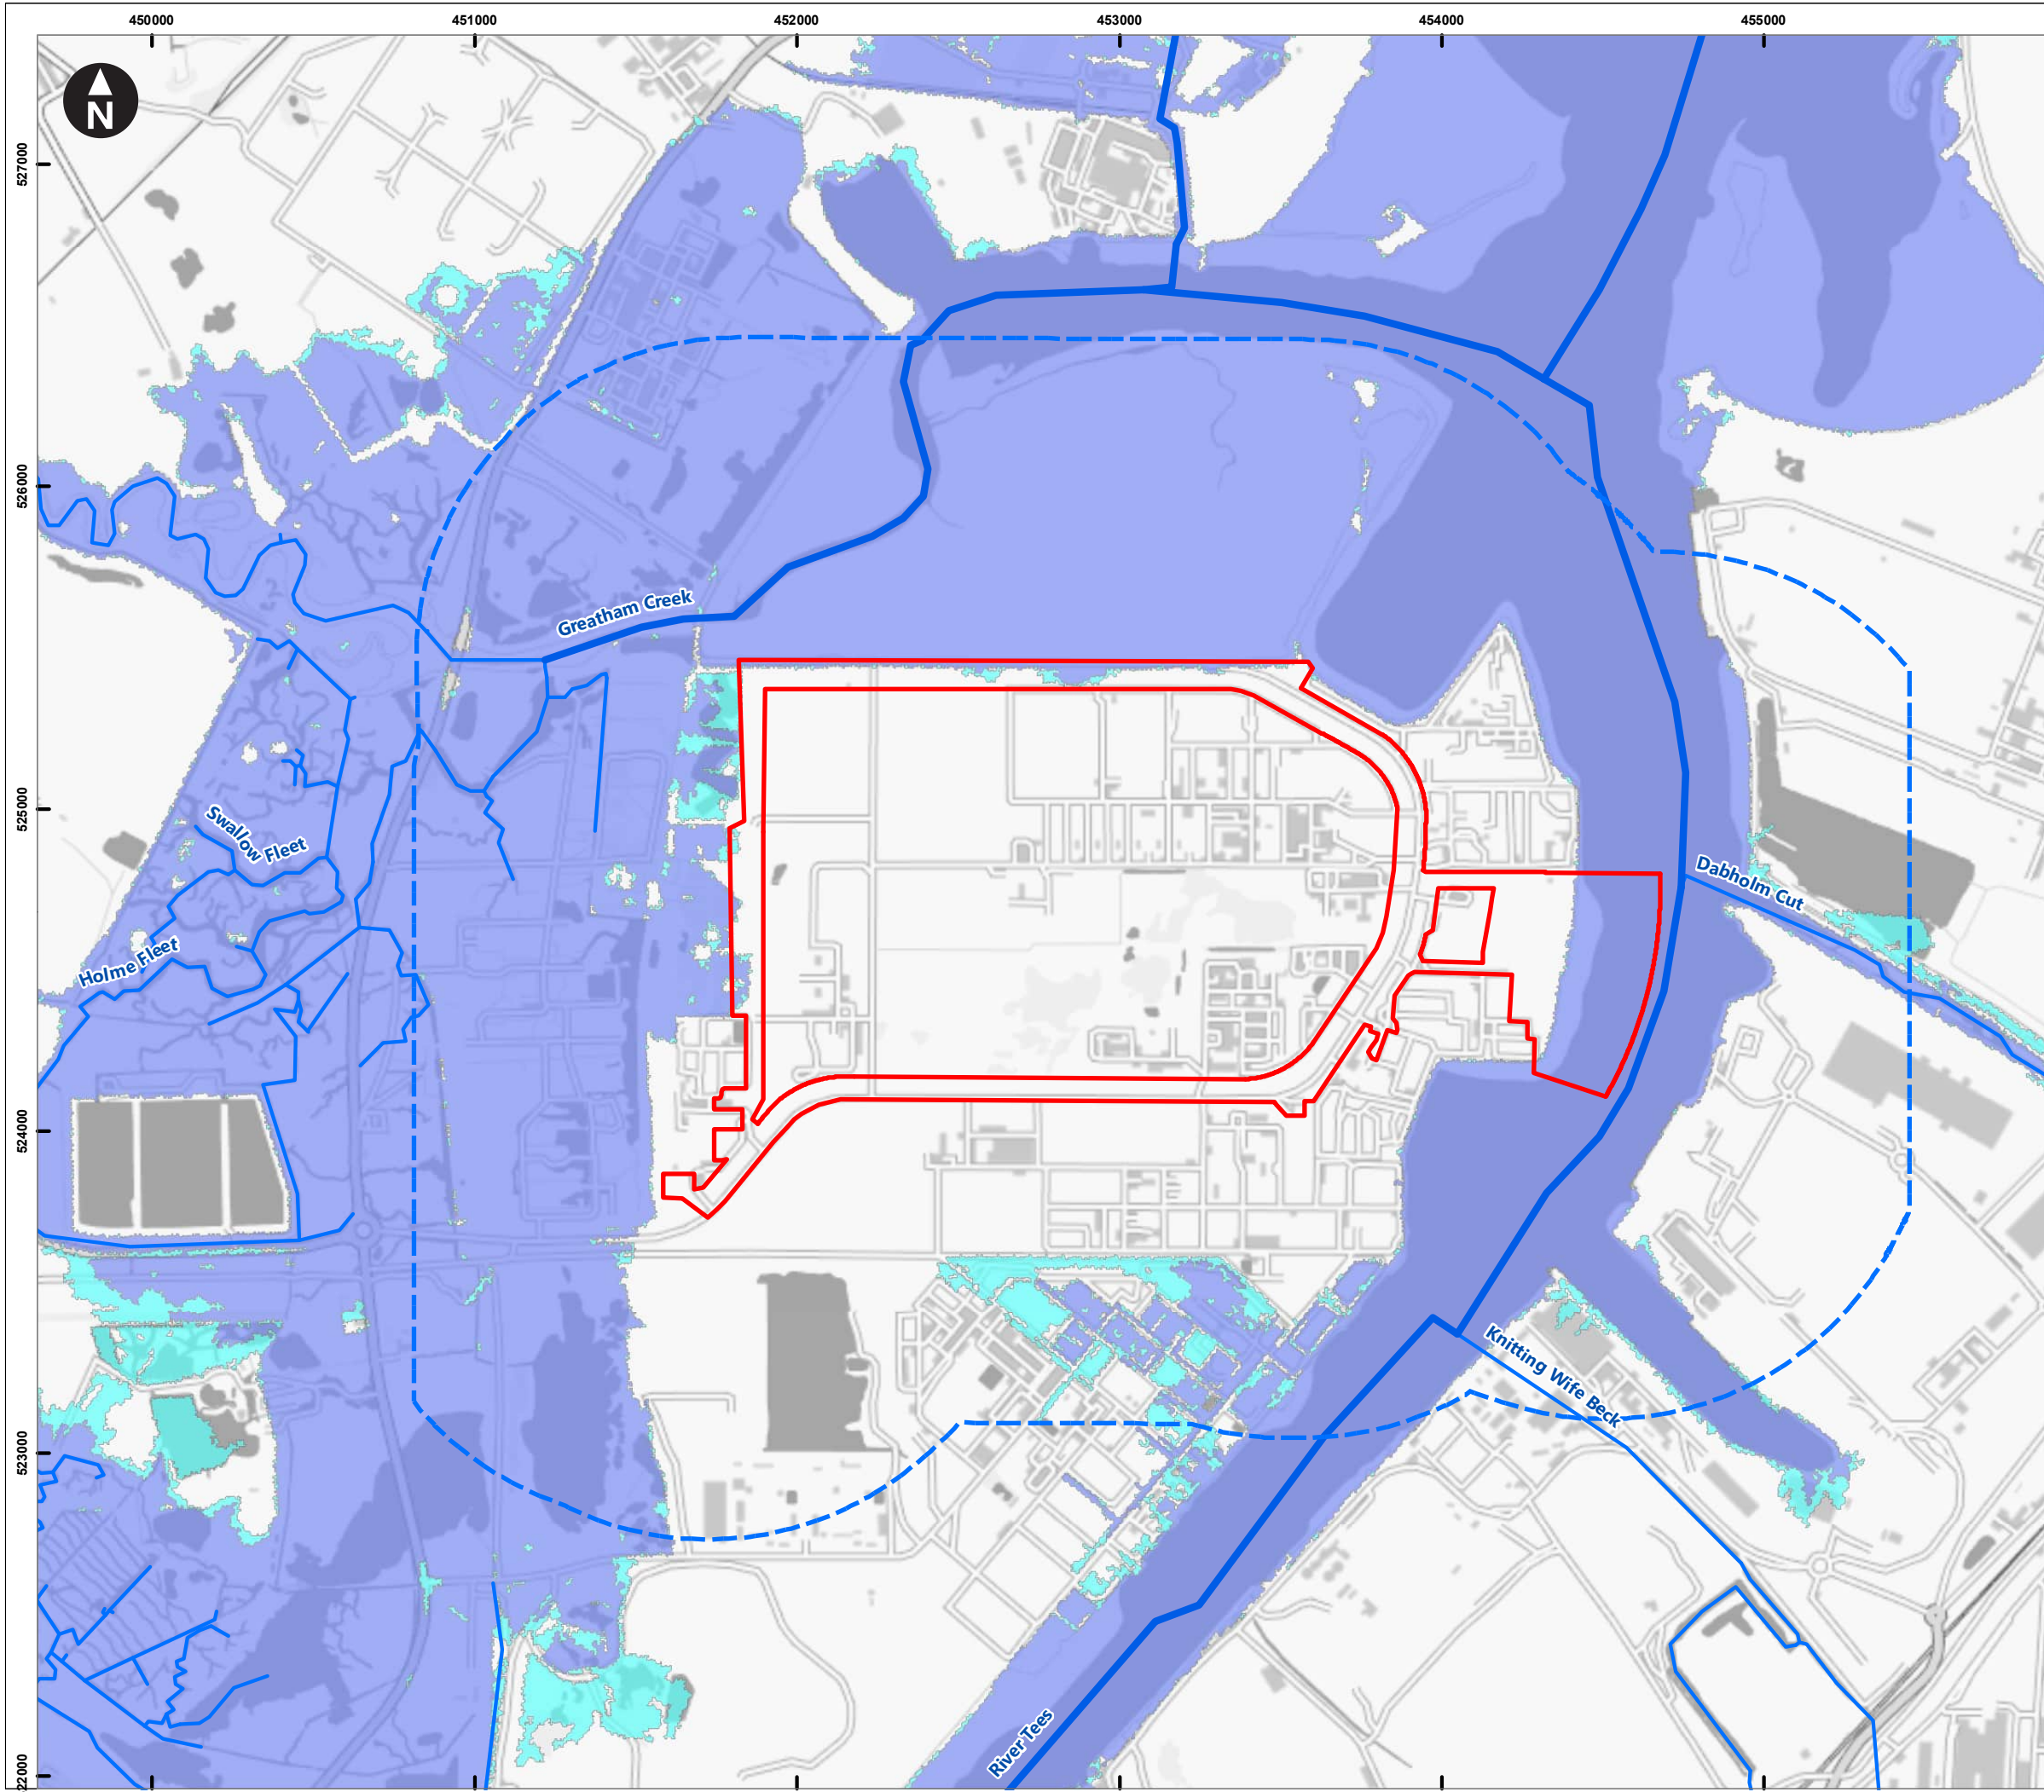 450000
451000
452000
453000
454000
455000
N
527000
526000
525000
524000
523000
22000
Greatham Creek
Swallow Fleet
Holme Fleet
Dabholm Cut
Knitting Wife Beck
River Tees